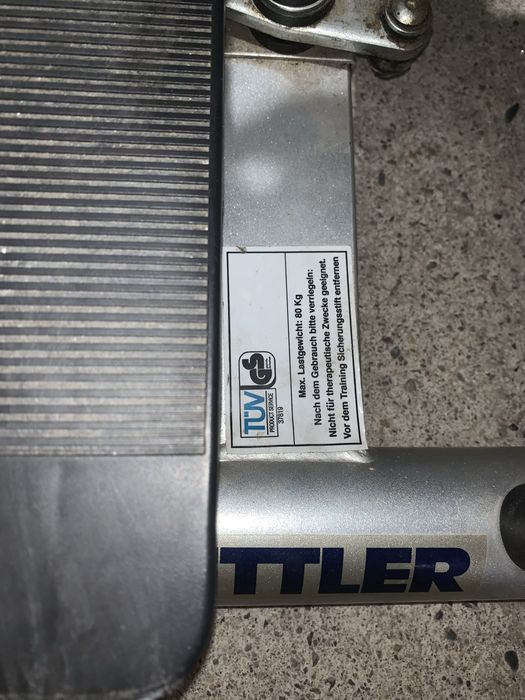 TÜV
GS
PRODUCT SERVICE
37819
Max. Lastgewicht: 80 Kg
Nach dem Gebrauch bitte verriegeln:
Nicht für therapeutische Zwecke geeignet.
Vor dem Training Sicherungsstift entfernen
TTLER